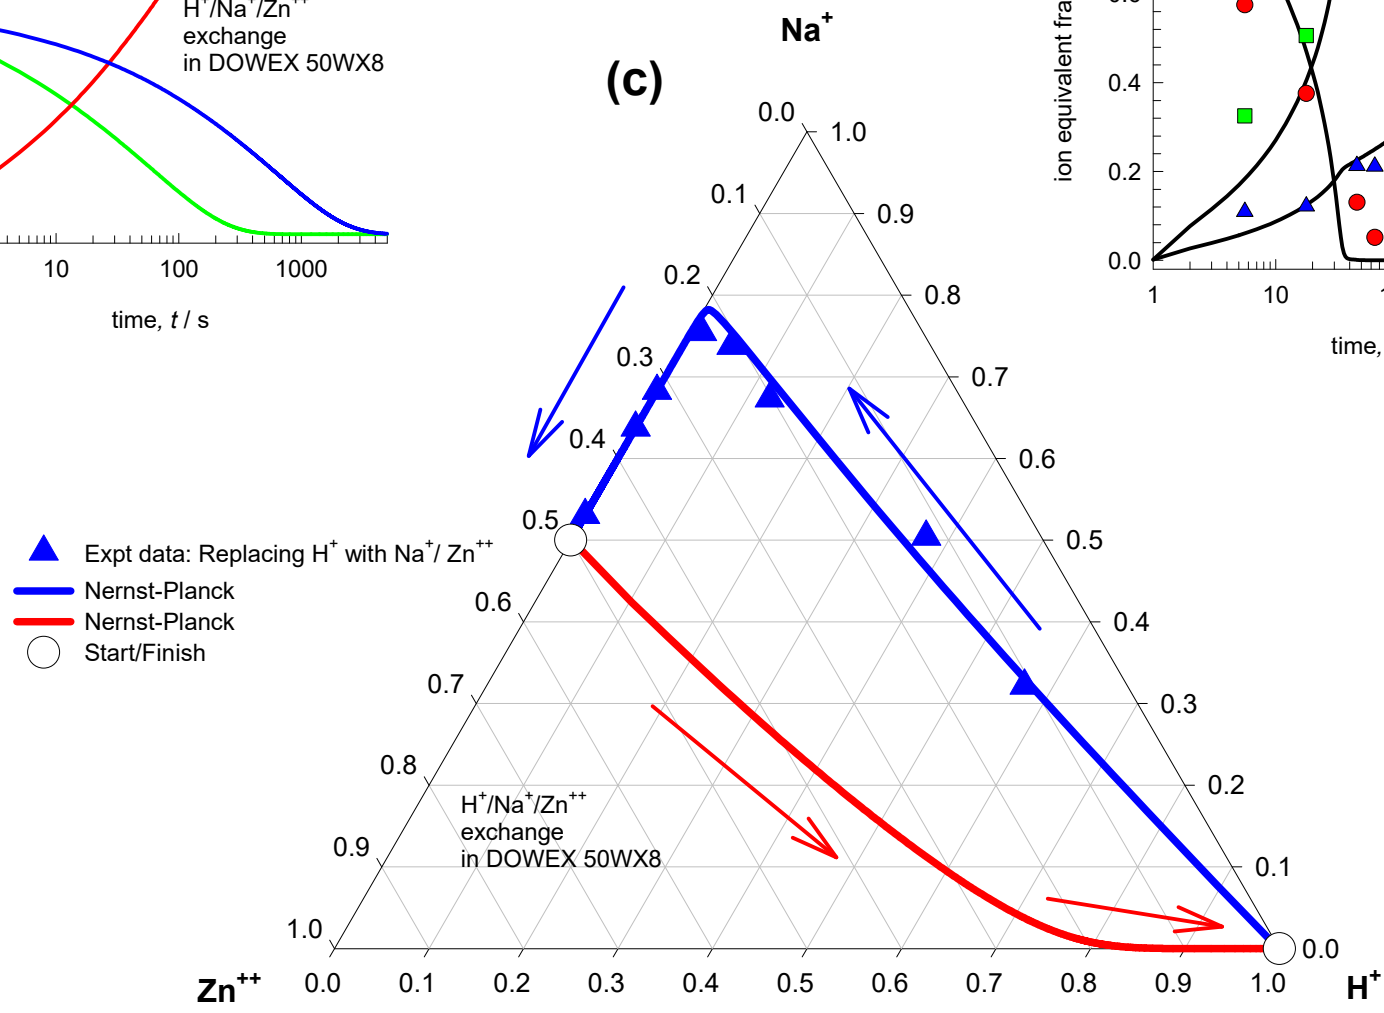 H⁺/Na⁺/Zn⁺⁺
exchange
in DOWEX 50WX8
10
100
1000
time, t / s
(c)
Na⁺
0.0
0.1
0.2
0.3
0.4
0.5
0.6
0.7
0.8
0.9
1.0
1.0
0.9
0.8
0.7
0.6
0.5
0.4
0.3
0.2
0.1
0.0
Expt data: Replacing H⁺ with Na⁺/ Zn⁺⁺
Nernst-Planck
Nernst-Planck
Start/Finish
H⁺/Na⁺/Zn⁺⁺
exchange
in DOWEX 50WX8
0.0
0.1
0.2
0.3
0.4
0.5
0.6
0.7
0.8
0.9
1.0
Zn⁺⁺
H⁺
ion equivalent fra
0.4
0.2
0.0
1
10
time,